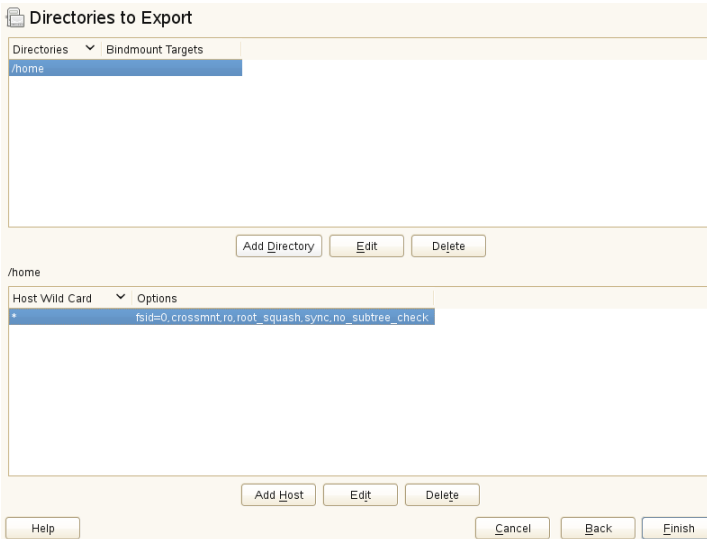 Directories to Export
Directories Bindmount Targets
/home
Add Directory Edit Delete
/home
Host Wild Card Options
* fsid=0,crossmnt,ro,root_squash,sync,no_subtree_check
Add Host Edit Delete
Help Cancel Back Finish